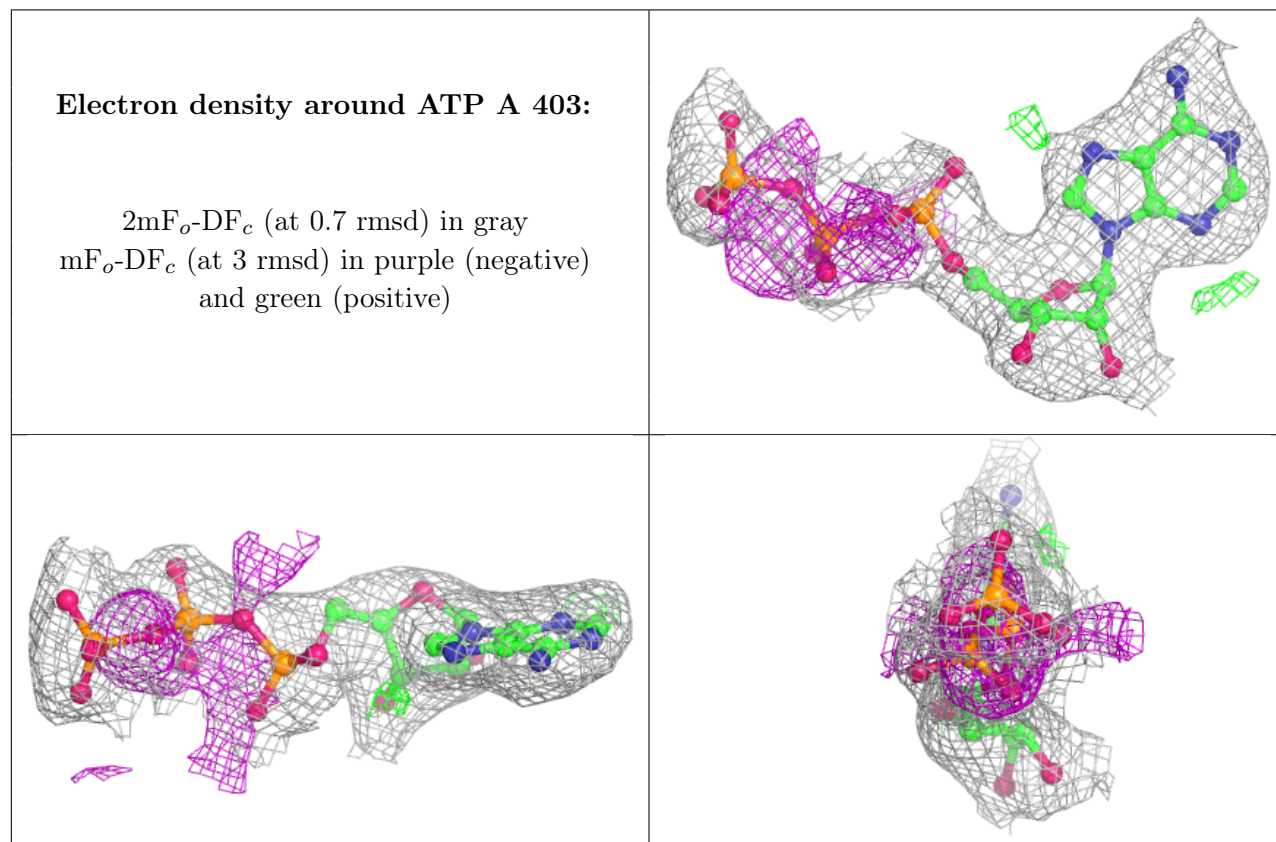 Electron density around ATP A 403:
2mFₒ-DF𝒸 (at 0.7 rmsd) in gray
mFₒ-DF𝒸 (at 3 rmsd) in purple (negative)
and green (positive)